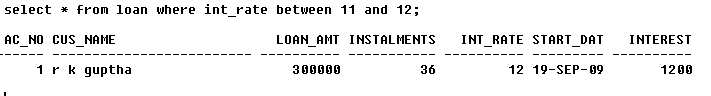 select * from loan where int_rate between 11 and 12;
AC_NO CUS_NAME LOAN_AMT INSTALMENTS INT_RATE START_DAT INTEREST
1 r k guptha 300000 36 12 19-SEP-09 1200